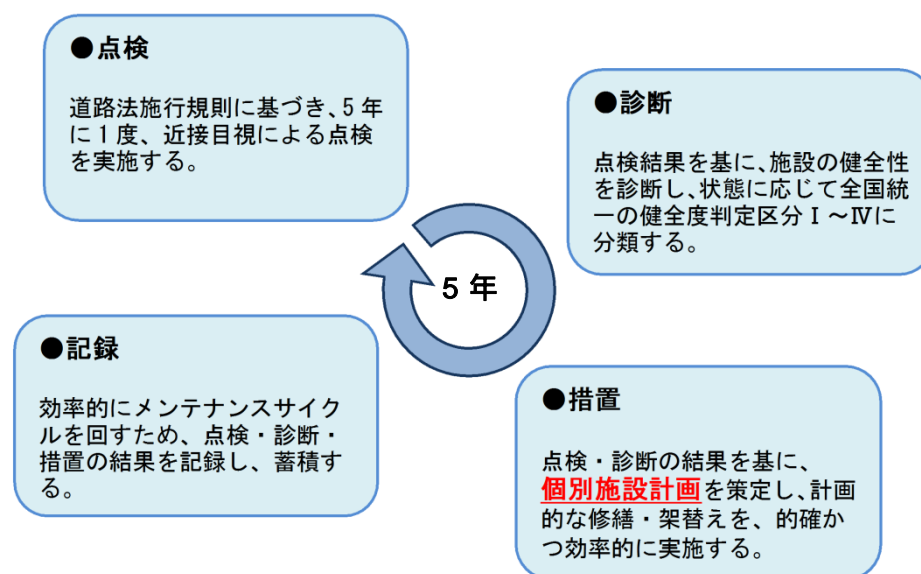 ●点検
道路法施行規則に基づき、5年
に1度、近接目視による点検
を実施する。
●診断
点検結果を基に、施設の健全性
を診断し、状態に応じて全国統
一の健全度判定区分Ⅰ～Ⅳに
分類する。
5年
●措置
点検・診断の結果を基に、
個別施設計画を策定し、計画
的な修繕・架替えを、的確か
つ効率的に実施する。
●記録
効率的にメンテナンスサイク
ルを回すため、点検・診断・
措置の結果を記録し、蓄積す
る。